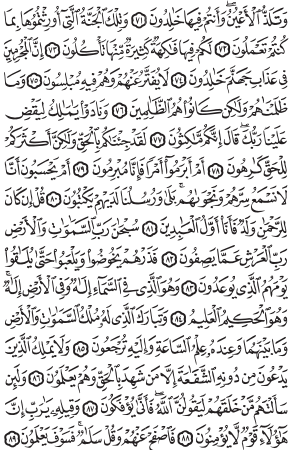 وَتَلَذُّ ٱلْأَعْيُنُ ۖ وَأَنتُمْ فِيهَا خَٰلِدُونَ ٧١ وَتِلْكَ ٱلْجَنَّةُ ٱلَّتِىٓ أُورِثْتُمُوهَا بِمَا
كُنتُمْ تَعْمَلُونَ ٧٢ لَكُمْ فِيهَا فَٰكِهَةٌ كَثِيرَةٌ مِّنْهَا تَأْكُلُونَ ٧٣ إِنَّ ٱلْمُجْرِمِينَ
فِى عَذَابِ جَهَنَّمَ خَٰلِدُونَ ٧٤ لَا يُفَتَّرُ عَنْهُمْ وَهُمْ فِيهِ مُبْلِسُونَ ٧٥ وَمَا
ظَلَمْنَٰهُمْ وَلَٰكِن كَانُوا۟ هُمُ ٱلظَّٰلِمِينَ ٧٦ وَنَادَوْا۟ يَٰمَٰلِكُ لِيَقْضِ
عَلَيْنَا رَبُّكَ ۖ قَالَ إِنَّكُم مَّٰكِثُونَ ٧٧ لَقَدْ جِئْنَٰكُم بِٱلْحَقِّ وَلَٰكِنَّ أَكْثَرَكُمْ
لِلْحَقِّ كَٰرِهُونَ ٧٨ أَمْ أَبْرَمُوٓا۟ أَمْرًا فَإِنَّا مُبْرِمُونَ ٧٩ أَمْ يَحْسَبُونَ أَنَّا
لَا نَسْمَعُ سِرَّهُمْ وَنَجْوَىٰهُم ۚ بَلَىٰ وَرُسُلُنَا لَدَيْهِمْ يَكْتُبُونَ ٨٠ قُلْ إِن كَانَ
لِلرَّحْمَٰنِ وَلَدٌ فَأَنَا۠ أَوَّلُ ٱلْعَٰبِدِينَ ٨١ سُبْحَٰنَ رَبِّ ٱلسَّمَٰوَٰتِ وَٱلْأَرْضِ
رَبِّ ٱلْعَرْشِ عَمَّا يَصِفُونَ ٨٢ فَذَرْهُمْ يَخُوضُوا۟ وَيَلْعَبُوا۟ حَتَّىٰ يُلَٰقُوا۟
يَوْمَهُمُ ٱلَّذِى يُوعَدُونَ ٨٣ وَهُوَ ٱلَّذِى فِى ٱلسَّمَآءِ إِلَٰهٌ وَفِى ٱلْأَرْضِ إِلَٰهٌ ۚ
وَهُوَ ٱلْحَكِيمُ ٱلْعَلِيمُ ٨٤ وَتَبَارَكَ ٱلَّذِى لَهُۥ مُلْكُ ٱلسَّمَٰوَٰتِ وَٱلْأَرْضِ
وَمَا بَيْنَهُمَا وَعِندَهُۥ عِلْمُ ٱلسَّاعَةِ وَإِلَيْهِ تُرْجَعُونَ ٨٥ وَلَا يَمْلِكُ ٱلَّذِينَ
يَدْعُونَ مِن دُونِهِ ٱلشَّفَٰعَةَ إِلَّا مَن شَهِدَ بِٱلْحَقِّ وَهُمْ يَعْلَمُونَ ٨٦ وَلَئِن
سَأَلْتَهُم مَّنْ خَلَقَهُمْ لَيَقُولُنَّ ٱللَّهُ ۖ فَأَنَّىٰ يُؤْفَكُونَ ٨٧ وَقِيلِهِۦ يَٰرَبِّ إِنَّ
هَٰٓؤُلَآءِ قَوْمٌ لَّا يُؤْمِنُونَ ٨٨ فَٱصْفَحْ عَنْهُمْ وَقُلْ سَلَٰمٌ ۚ فَسَوْفَ يَعْلَمُونَ ٨٩